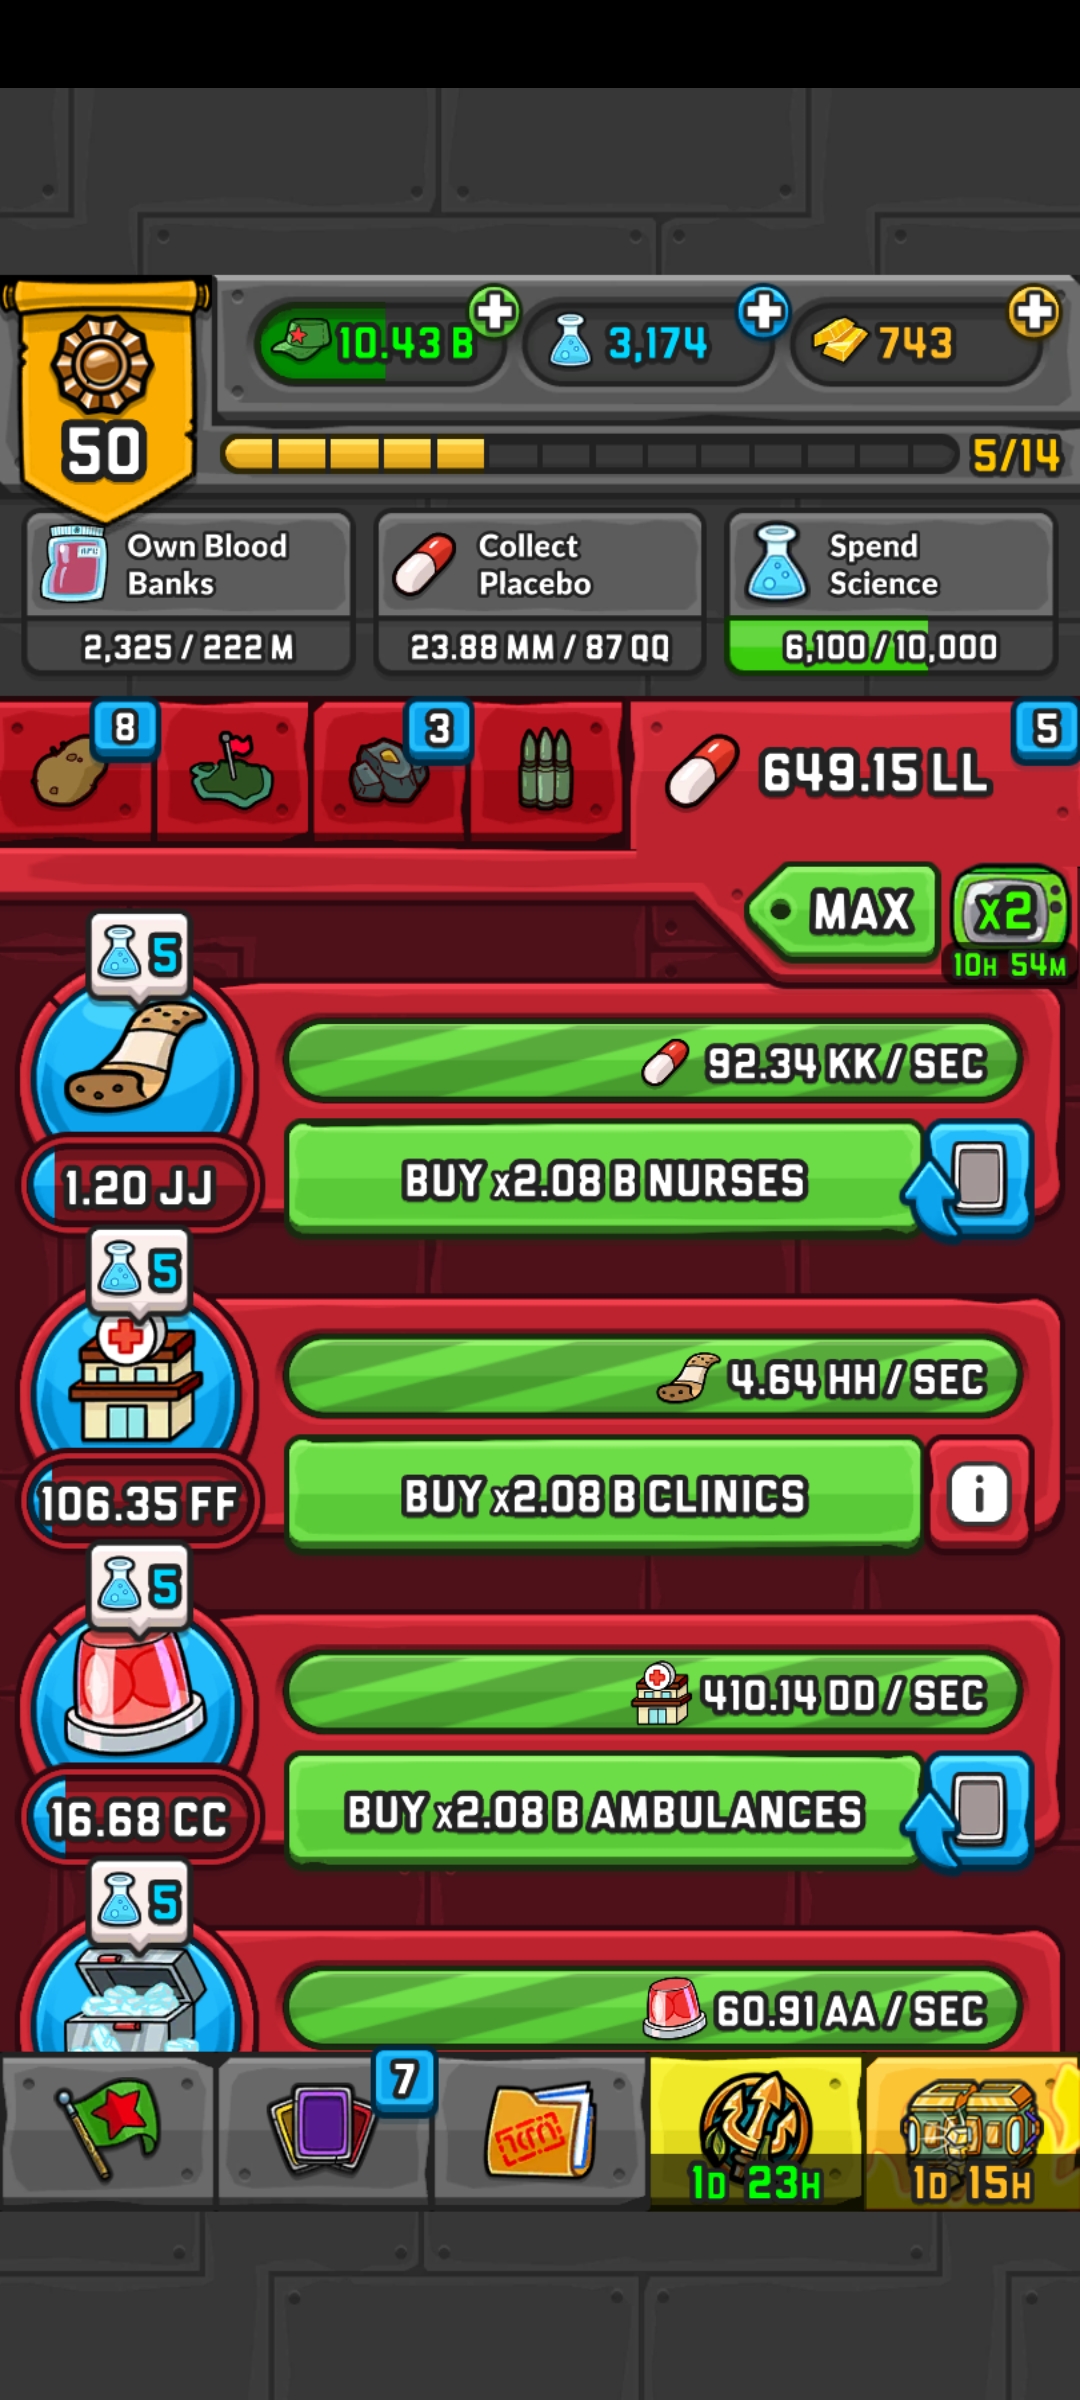 10.43 B
3,174
743
50
5/14
Own Blood
Banks
2,325 / 222 M
Collect
Placebo
23.88 MM / 87 QQ
Spend
Science
6,100 / 10,000
8
3
649.15 LL
5
MAX
x2
10H 54M
5
92.34 KK / SEC
1.20 JJ
BUY x2.08 B NURSES
5
4.64 HH / SEC
106.35 FF
BUY x2.08 B CLINICS
i
5
410.14 DD / SEC
16.68 CC
BUY x2.08 B AMBULANCES
5
60.91 AA / SEC
7
1D 23H
1D 15H